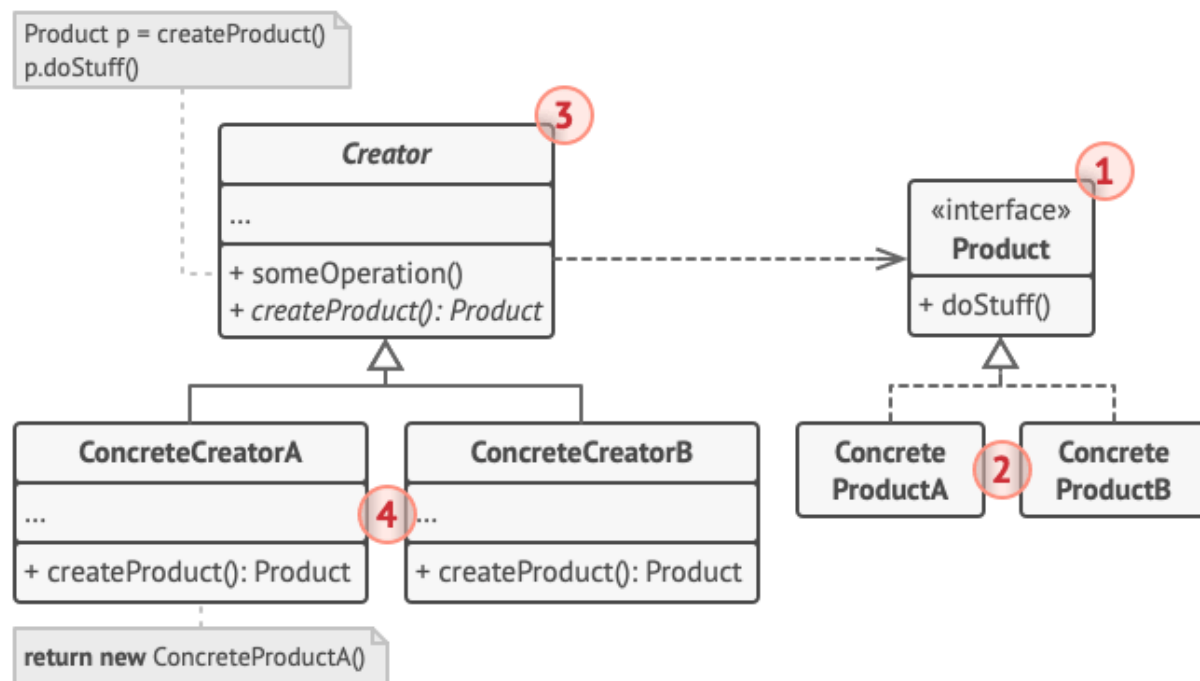 Product p = createProduct()
p.doStuff()
3
Creator
...
+ someOperation()
+ createProduct(): Product
1
«interface»
Product
+ doStuff()
ConcreteCreatorA
...
+ createProduct(): Product
4
ConcreteCreatorB
...
+ createProduct(): Product
Concrete
ProductA
2
Concrete
ProductB
return new ConcreteProductA()